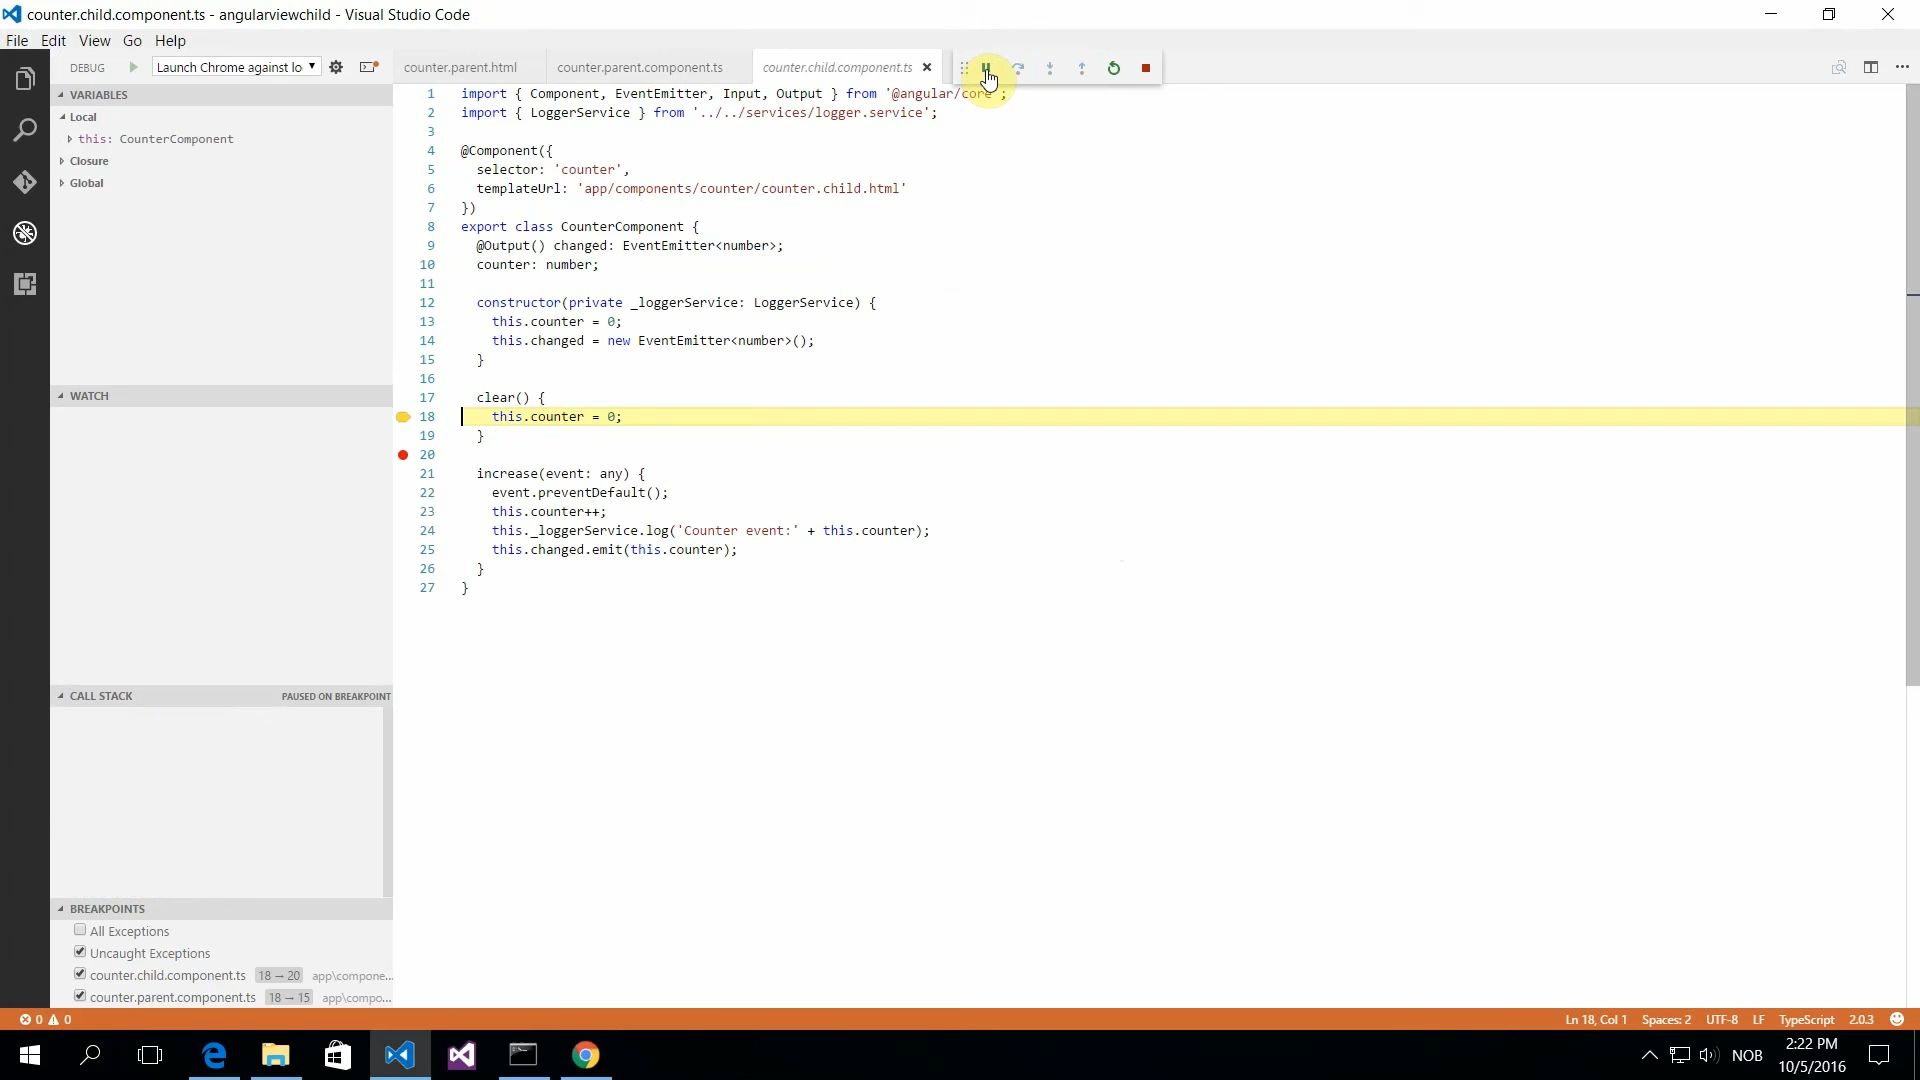 counter.child.component.ts - angularviewchild - Visual Studio Code
File Edit View Go Help
DEBUG Launch Chrome against lo counter.parent.html counter.parent.component.ts counter.child.component.ts
VARIABLES
Local
this: CounterComponent
Closure
Global
WATCH
CALL STACK PAUSED ON BREAKPOINT
BREAKPOINTS
All Exceptions
Uncaught Exceptions
counter.child.component.ts 18 → 20 app\compone...
counter.parent.component.ts 18 → 15 app\compo...
1 import { Component, EventEmitter, Input, Output } from '@angular/core';
2 import { LoggerService } from '../../services/logger.service';
3
4 @Component({
5 selector: 'counter',
6 templateUrl: 'app/components/counter/counter.child.html'
7 })
8 export class CounterComponent {
9 @Output() changed: EventEmitter<number>;
10 counter: number;
11
12 constructor(private _loggerService: LoggerService) {
13 this.counter = 0;
14 this.changed = new EventEmitter<number>();
15 }
16
17 clear() {
18 this.counter = 0;
19 }
20
21 increase(event: any) {
22 event.preventDefault();
23 this.counter++;
24 this._loggerService.log('Counter event:' + this.counter);
25 this.changed.emit(this.counter);
26 }
27 }
0 0 Ln 18, Col 1 Spaces: 2 UTF-8 LF TypeScript 2.0.3
NOB 2:22 PM
10/5/2016